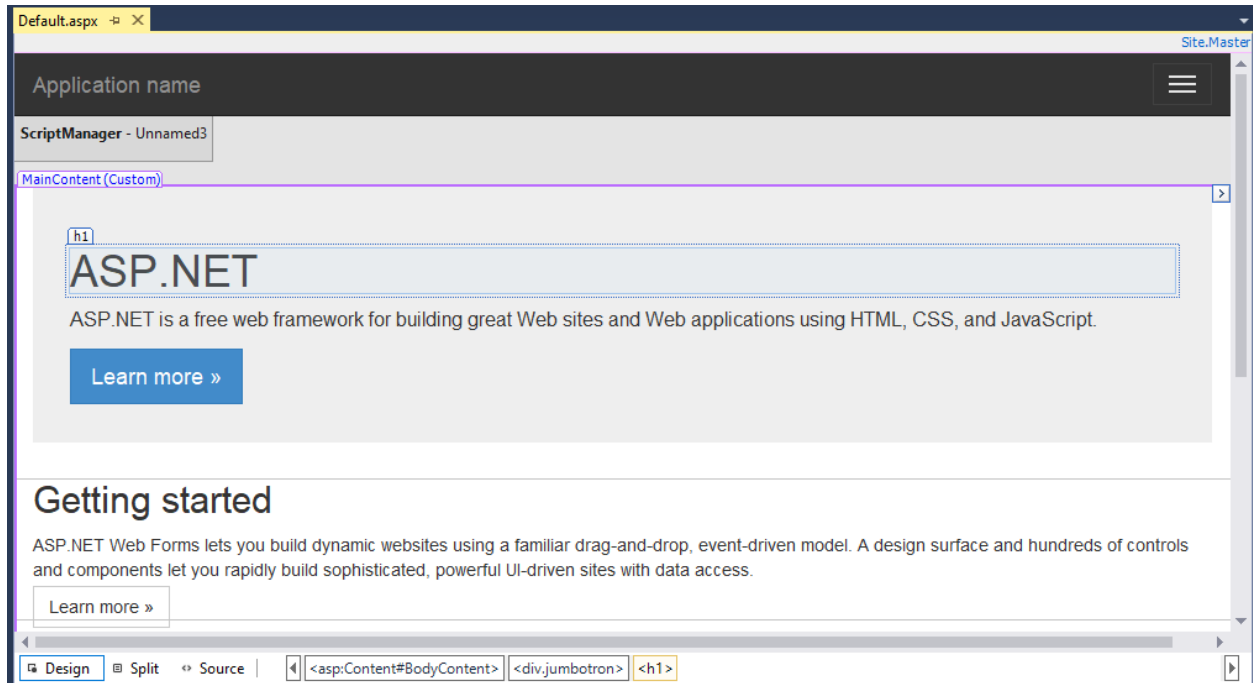 Default.aspx
Site.Master
Application name
ScriptManager - Unnamed3
MainContent (Custom)
h1
ASP.NET
ASP.NET is a free web framework for building great Web sites and Web applications using HTML, CSS, and JavaScript.
Learn more »
Getting started
ASP.NET Web Forms lets you build dynamic websites using a familiar drag-and-drop, event-driven model. A design surface and hundreds of controls
and components let you rapidly build sophisticated, powerful UI-driven sites with data access.
Learn more »
Design Split Source <asp:Content#BodyContent> <div.jumbotron> <h1>